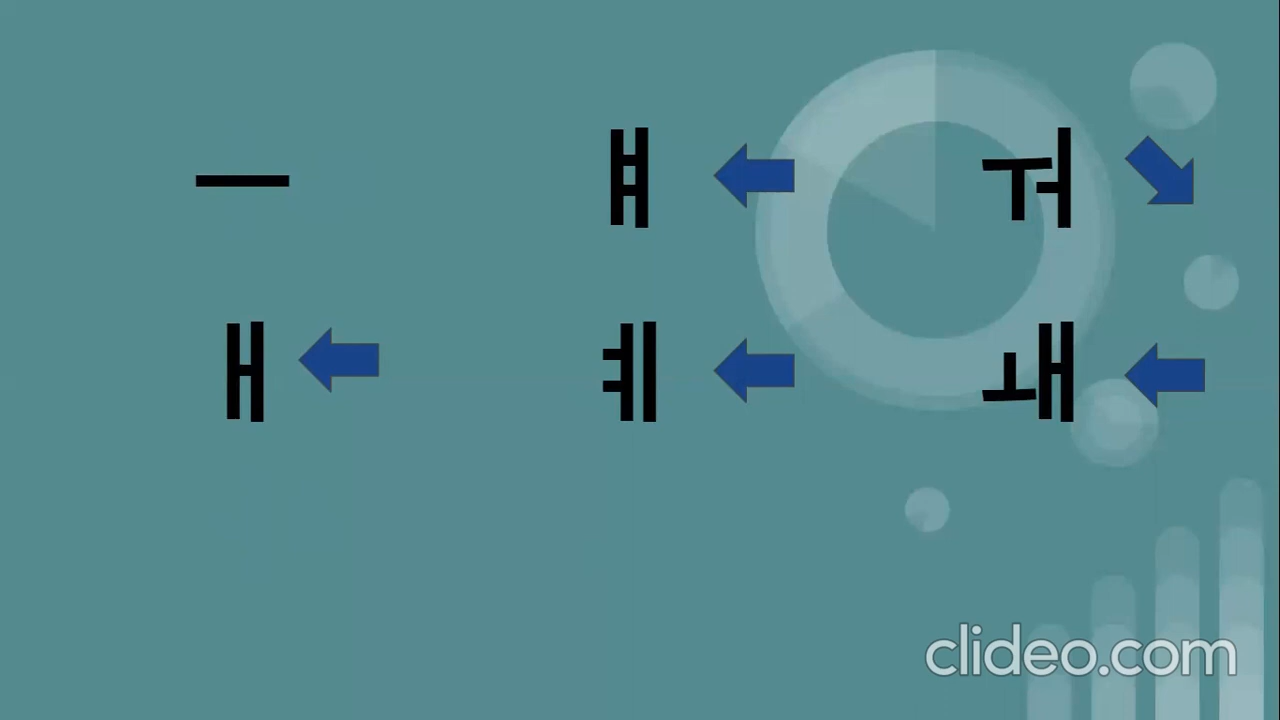 ㅡ ㅒ ㅝ
ㅐ ㅖ ㅙ
clideo.com